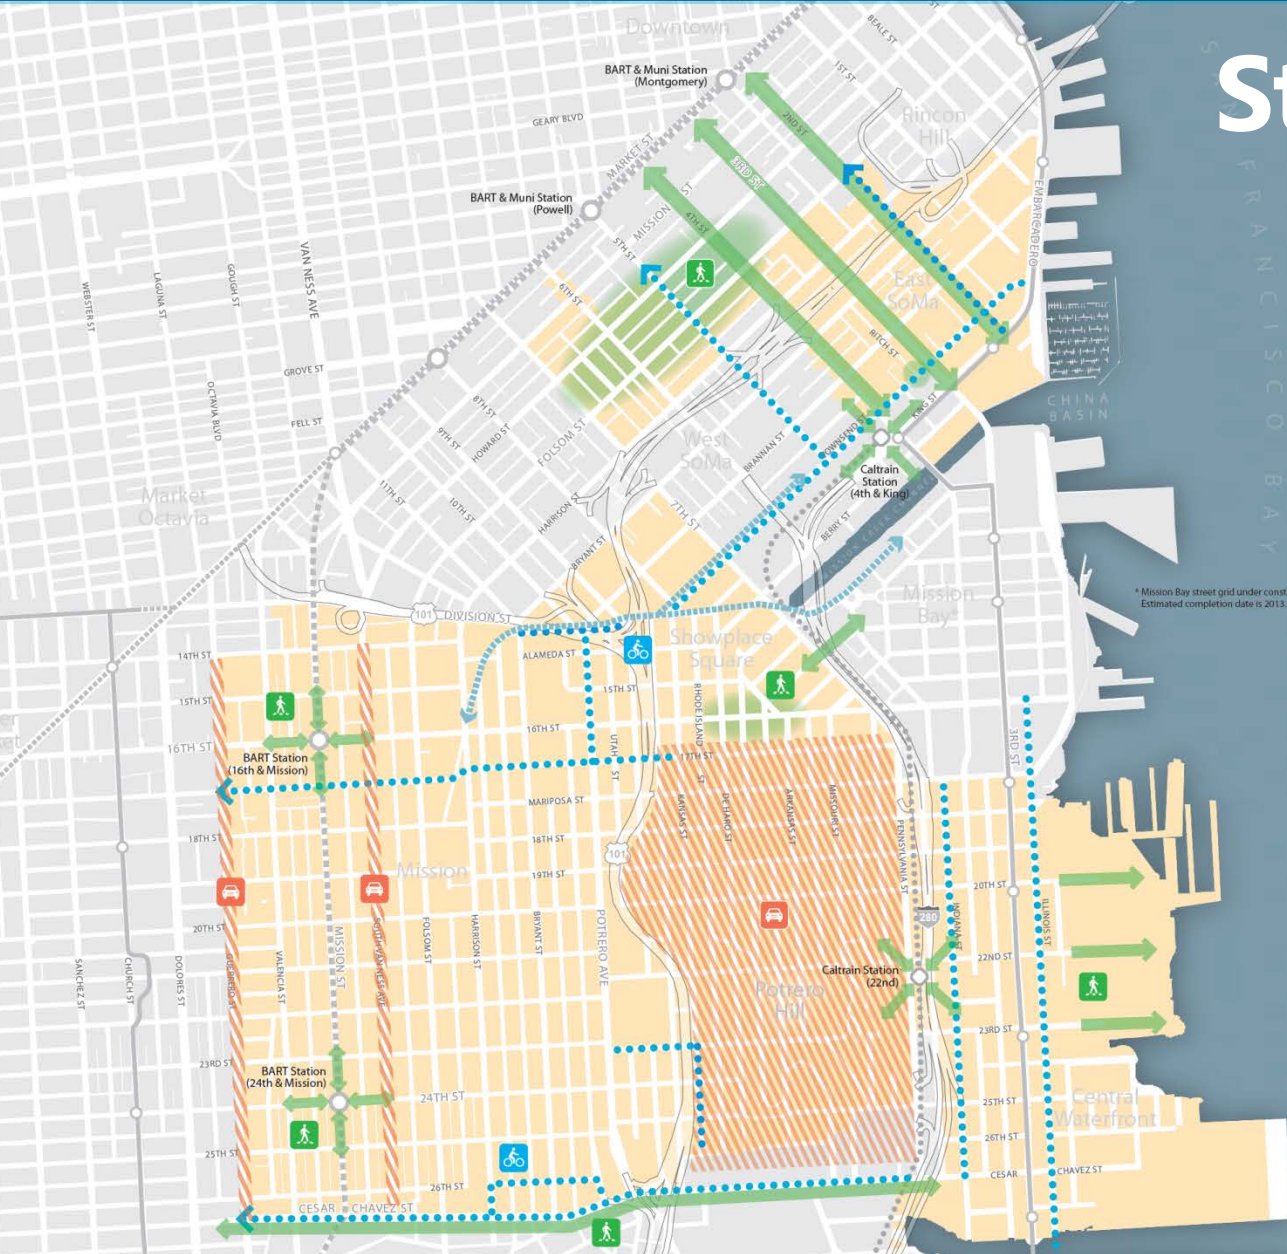 Downtown
BEALE ST
ST
1ST ST
BART & Muni Station
(Montgomery)
GEARY BLVD
2ND ST
Rincon
Hill
St
MARKET ST
3RD ST
BART & Muni Station
(Powell)
MISSION ST
4TH ST
5TH ST
EMBARCADERO
SAN FRANCISCO BAY
VAN NESS AVE
GOUGH ST
LAGUNA ST
WEBSTER ST
6TH ST
East
SoMa
RITCH ST
GROVE ST
OCTAVIA BLVD
FELL ST
8TH ST
9TH ST
HOWARD ST
FOLSOM ST
KING ST
CHINA
BASIN
West
SoMa
BRANNAN ST
TOWNSEND ST
Caltrain
Station
(4th & King)
Market
Octavia
11TH ST
10TH ST
HARRISON ST
7TH ST
BERRY ST
MISSION CREEK CHANNEL
BRYANT ST
* Mission Bay street grid under const
Estimated completion date is 2013.
Mission
Bay*
101
DIVISION ST
Showplace
Square
14TH ST
ALAMEDA ST
15TH ST
15TH ST
RHODE ISLAND ST
er
ket
16TH ST
16TH ST
UTAH ST
3RD ST
BART Station
(16th & Mission)
17TH ST
MARIPOSA ST
KANSAS ST
DE HARO ST
ARKANSAS ST
MISSOURI ST
PENNSYLVANIA ST
18TH ST
18TH ST
101
Mission
19TH ST
20TH ST
20TH ST
280
INDIANA ST
ILLINOIS ST
MISSION ST
SOUTH VAN NESS AVE
FOLSOM ST
HARRISON ST
BRYANT ST
POTRERO AVE
SANCHEZ ST
CHURCH ST
DOLORES ST
GUERRERO ST
VALENCIA ST
Caltrain Station
(22nd)
22ND ST
Potrero
Hill
23RD ST
23RD ST
BART Station
(24th & Mission)
24TH ST
25TH ST
Central
Waterfront
25TH ST
26TH ST
26TH ST
CESAR CHAVEZ ST
CESAR CHAVEZ ST